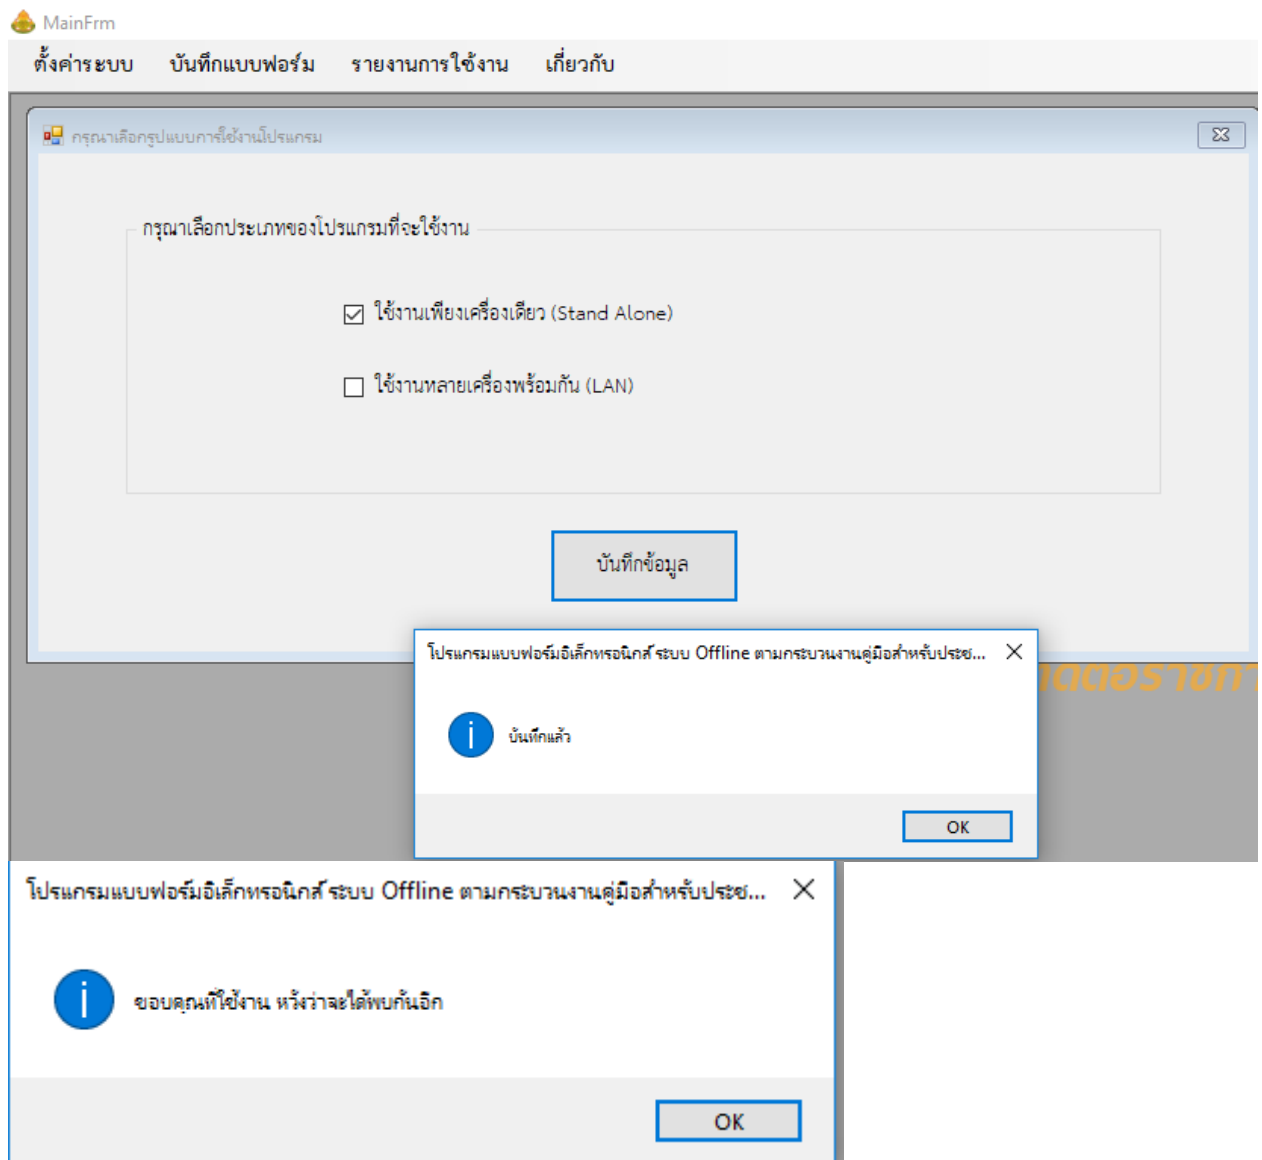 MainFrm
ตั้งค่าระบบ บันทึกแบบฟอร์ม รายงานการใช้งาน เกี่ยวกับ
กรุณาเลือกรูปแบบการใช้งานโปรแกรม
กรุณาเลือกประเภทของโปรแกรมที่จะใช้งาน
ใช้งานเพียงเครื่องเดียว (Stand Alone)
ใช้งานหลายเครื่องพร้อมกัน (LAN)
บันทึกข้อมูล
โปรแกรมแบบฟอร์มอิเล็กทรอนิกส์ ระบบ Offline ตามกระบวนงานคู่มือสำหรับประช...
บันทึกแล้ว
OK
โปรแกรมแบบฟอร์มอิเล็กทรอนิกส์ ระบบ Offline ตามกระบวนงานคู่มือสำหรับประช...
ขอบคุณที่ใช้งาน หวังว่าจะได้พบกันอีก
OK